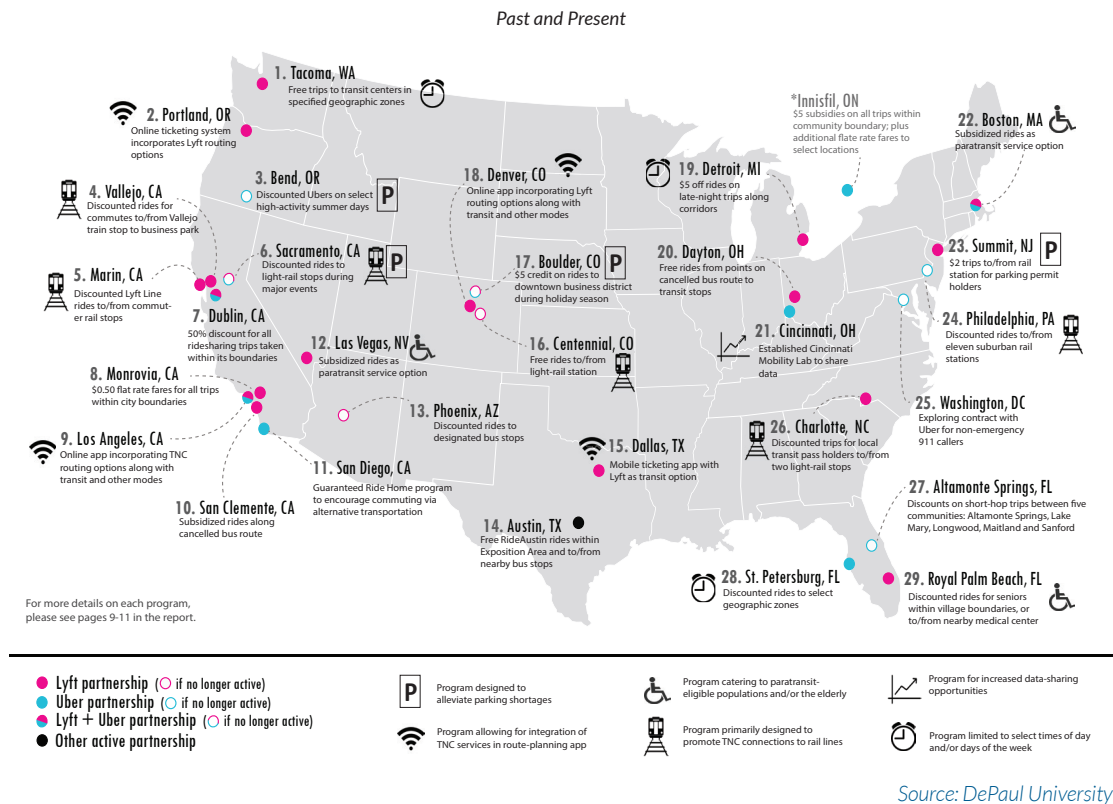 Past and Present
1. Tacoma, WA
Free trips to transit centers in
specified geographic zones
2. Portland, OR
Online ticketing system
incorporates Lyft routing
options
3. Bend, OR
Discounted Ubers on select
high-activity summer days
P
4. Vallejo, CA
Discounted rides for
commutes to/from Vallejo
train stop to business park
5. Marin, CA
Discounted Lyft Line
rides to/from commut-
er rail stops
6. Sacramento, CA
Discounted rides to
light-rail stops during
major events
P
7. Dublin, CA
50% discount for all
ridesharing trips taken
within its boundaries
8. Monrovia, CA
$0.50 flat rate fares for all trips
within city boundaries
9. Los Angeles, CA
Online app incorporating TNC
routing options along with
transit and other modes
10. San Clemente, CA
Subsidized rides along
cancelled bus route
11. San Diego, CA
Guaranteed Ride Home program
to encourage commuting via
alternative transportation
12. Las Vegas, NV
Subsidized rides as
paratransit service option
13. Phoenix, AZ
Discounted rides to
designated bus stops
14. Austin, TX
Free RideAustin rides within
Exposition Area and to/from
nearby bus stops
15. Dallas, TX
Mobile ticketing app with
Lyft as transit option
16. Centennial, CO
Free rides to/from
light-rail station
17. Boulder, CO
$5 credit on rides to
downtown business district
during holiday season
P
18. Denver, CO
Online app incorporating Lyft
routing options along with
transit and other modes
19. Detroit, MI
$5 off rides on
late-night trips along
corridors
20. Dayton, OH
Free rides from points on
cancelled bus route to
transit stops
21. Cincinnati, OH
Established Cincinnati
Mobility Lab to share
data
*Innisfil, ON
$5 subsidies on all trips within
community boundary; plus
additional flate rate fares to
select locations
22. Boston, MA
Subsidized rides as
paratransit service option
23. Summit, NJ
$2 trips to/from rail
station for parking permit
holders
P
24. Philadelphia, PA
Discounted rides to/from
eleven suburban rail
stations
25. Washington, DC
Exploring contract with
Uber for non-emergency
911 callers
26. Charlotte, NC
Discounted trips for local
transit pass holders to/from
two light-rail stops
27. Altamonte Springs, FL
Discounts on short-hop trips between five
communities: Altamonte Springs, Lake
Mary, Longwood, Maitland and Sanford
28. St. Petersburg, FL
Discounted rides to select
geographic zones
29. Royal Palm Beach, FL
Discounted rides for seniors
within village boundaries, or
to/from nearby medical center
For more details on each program,
please see pages 9-11 in the report.
Lyft partnership ( if no longer active)
Uber partnership ( if no longer active)
Lyft + Uber partnership ( if no longer active)
Other active partnership
P
Program designed to
alleviate parking shortages
Program allowing for integration of
TNC services in route-planning app
Program catering to paratransit-
eligible populations and/or the elderly
Program primarily designed to
promote TNC connections to rail lines
Program for increased data-sharing
opportunities
Program limited to select times of day
and/or days of the week
Source: DePaul University